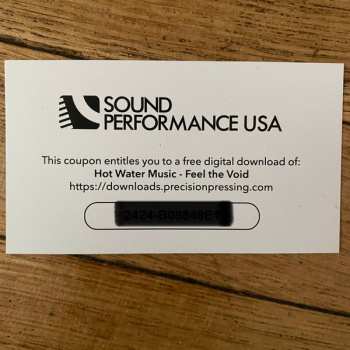 SOUND
PERFORMANCE USA
This coupon entitles you to a free digital download of:
Hot Water Music - Feel the Void
https://downloads.precisionpressing.com